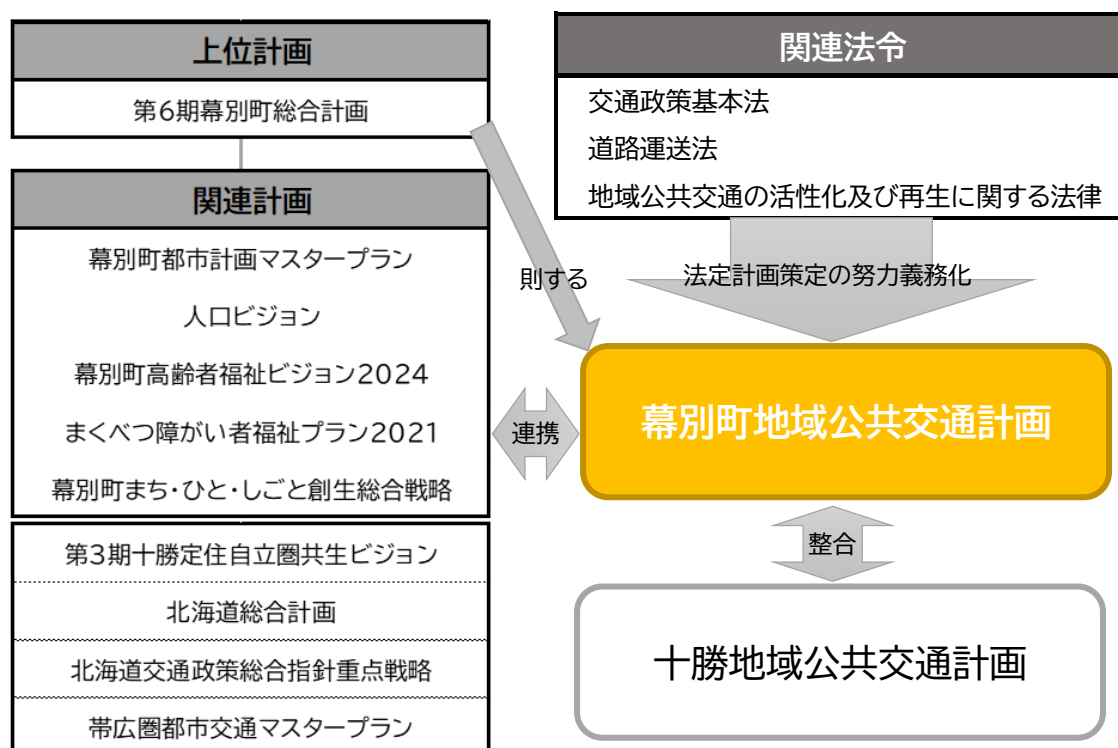 上位計画
第6期幕別町総合計画
関連計画
幕別町都市計画マスタープラン
人口ビジョン
幕別町高齢者福祉ビジョン2024
まくべつ障がい者福祉プラン2021
幕別町まち・ひと・しごと創生総合戦略
第3期十勝定住自立圏共生ビジョン
北海道総合計画
北海道交通政策総合指針重点戦略
帯広圏都市交通マスタープラン
則する
連携
関連法令
交通政策基本法
道路運送法
地域公共交通の活性化及び再生に関する法律
法定計画策定の努力義務化
幕別町地域公共交通計画
整合
十勝地域公共交通計画